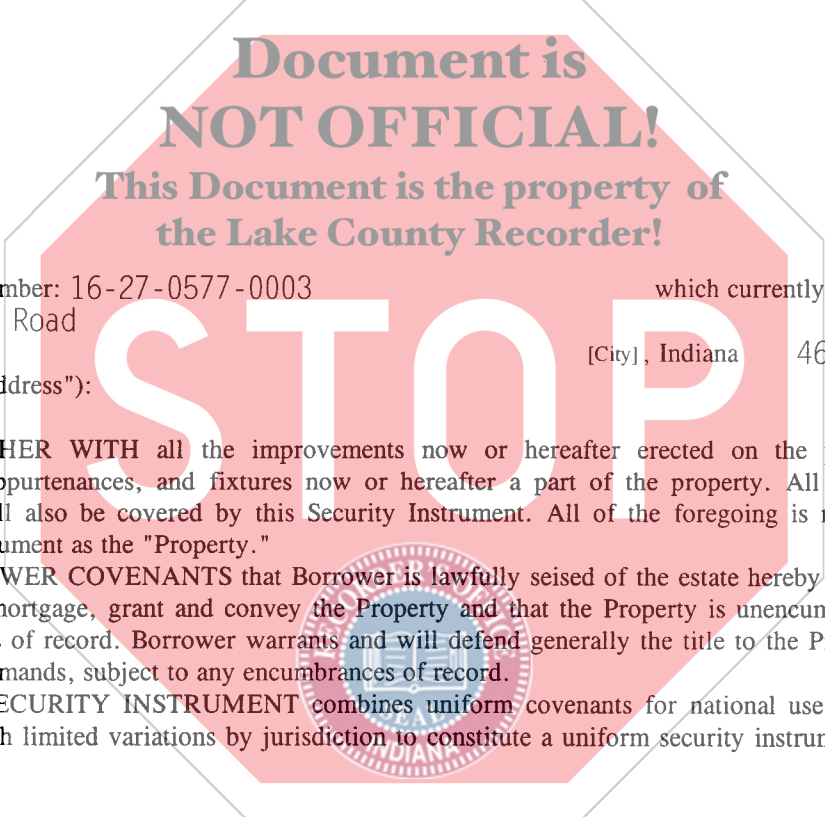 Document is
NOT OFFICIAL!
This Document is the property of
the Lake County Recorder!
mber: 16-27-0577-0003 which currently
Road
[City], Indiana 46
ddress"):
STOP
HER WITH all the improvements now or hereafter erected on the
ppurtenances, and fixtures now or hereafter a part of the property. All
ll also be covered by this Security Instrument. All of the foregoing is
ument as the "Property."
WER COVENANTS that Borrower is lawfully seised of the estate hereby
ortgage, grant and convey the Property and that the Property is unencum
of record. Borrower warrants and will defend generally the title to the P
mands, subject to any encumbrances of record.
ECURITY INSTRUMENT combines uniform covenants for national use
h limited variations by jurisdiction to constitute a uniform security instrum
SEAL
INDIANA